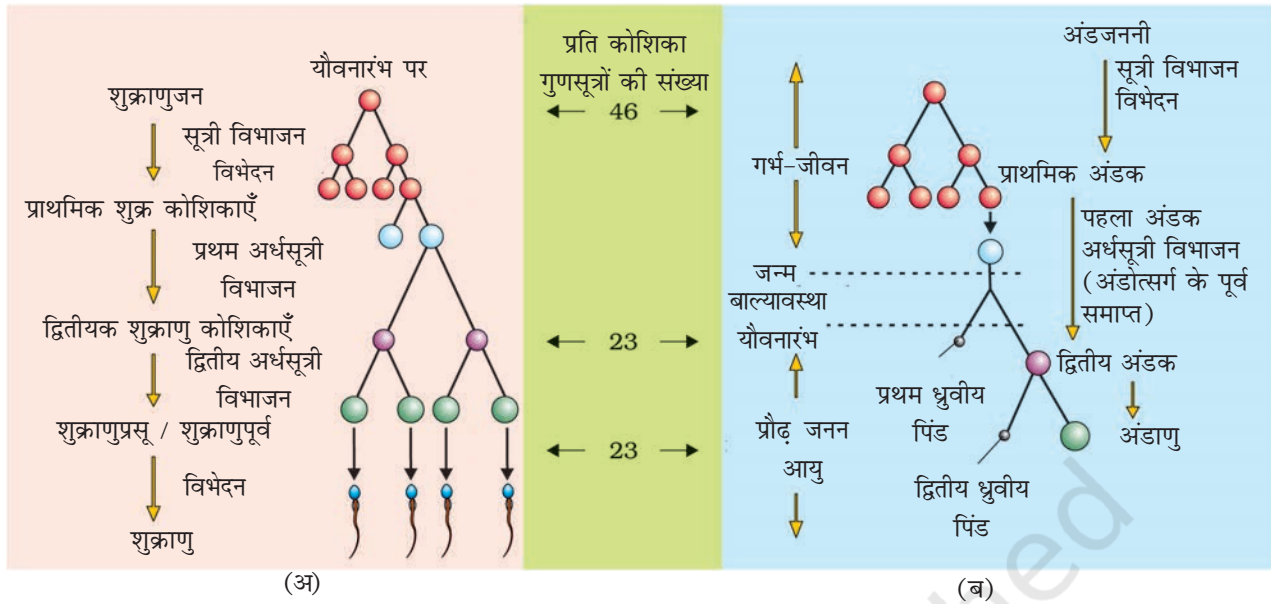 यौवनारंभ पर
शुक्राणुजन
सूत्री विभाजन
विभेदन
प्राथमिक शुक्र कोशिकाएँ
प्रथम अर्धसूत्री
विभाजन
द्वितीयक शुक्राणु कोशिकाएँ
द्वितीय अर्धसूत्री
विभाजन
शुक्राणुप्रसू / शुक्राणुपूर्व
विभेदन
शुक्राणु
(अ)
प्रति कोशिका
गुणसूत्रों की संख्या
46
23
23
गर्भ-जीवन
जन्म
बाल्यावस्था
यौवनारंभ
प्रौढ़ जनन
आयु
प्रथम ध्रुवीय
पिंड
द्वितीय ध्रुवीय
पिंड
अंडजननी
सूत्री विभाजन
विभेदन
प्राथमिक अंडक
पहला अंडक
अर्धसूत्री विभाजन
(अंडोत्सर्ग के पूर्व
समाप्त)
द्वितीय अंडक
अंडाणु
(ब)